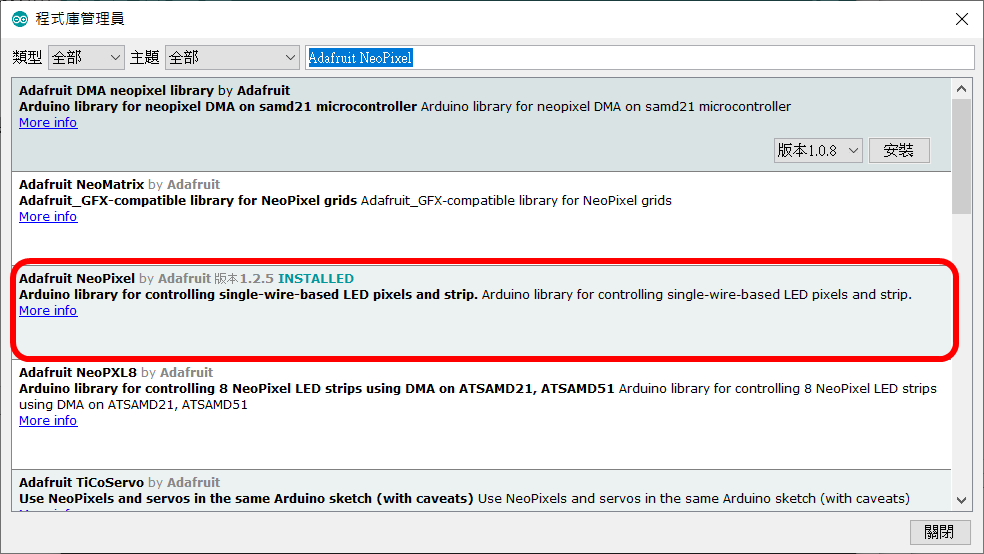 程式庫管理員
類型 全部 主題 全部 Adafruit NeoPixel
Adafruit DMA neopixel library by Adafruit
Arduino library for neopixel DMA on samd21 microcontroller Arduino library for neopixel DMA on samd21 microcontroller
More info
版本1.0.8 安裝
Adafruit NeoMatrix by Adafruit
Adafruit_GFX-compatible library for NeoPixel grids Adafruit_GFX-compatible library for NeoPixel grids
More info
Adafruit NeoPixel by Adafruit 版本1.2.5 INSTALLED
Arduino library for controlling single-wire-based LED pixels and strip. Arduino library for controlling single-wire-based LED pixels and strip.
More info
Adafruit NeoPXL8 by Adafruit
Arduino library for controlling 8 NeoPixel LED strips using DMA on ATSAMD21, ATSAMD51 Arduino library for controlling 8 NeoPixel LED strips
using DMA on ATSAMD21, ATSAMD51
More info
Adafruit TiCoServo by Adafruit
Use NeoPixels and servos in the same Arduino sketch (with caveats) Use NeoPixels and servos in the same Arduino sketch (with caveats)
關閉